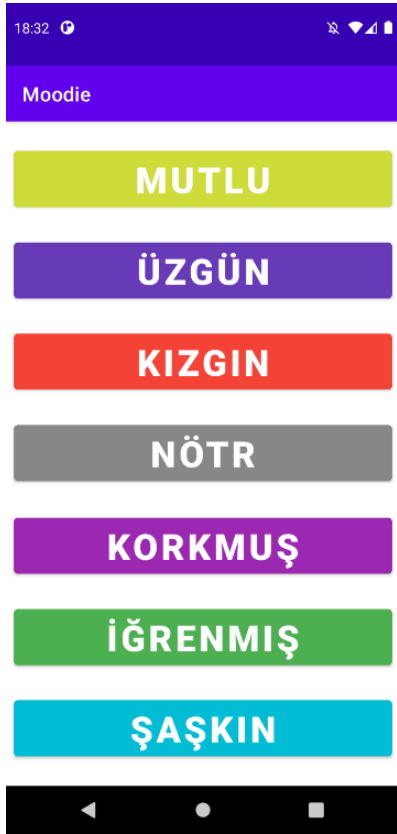 18:32
Moodie
MUTLU
ÜZGÜN
KIZGIN
NÖTR
KORKMUŞ
İĞRENMIŞ
ŞAŞKIN